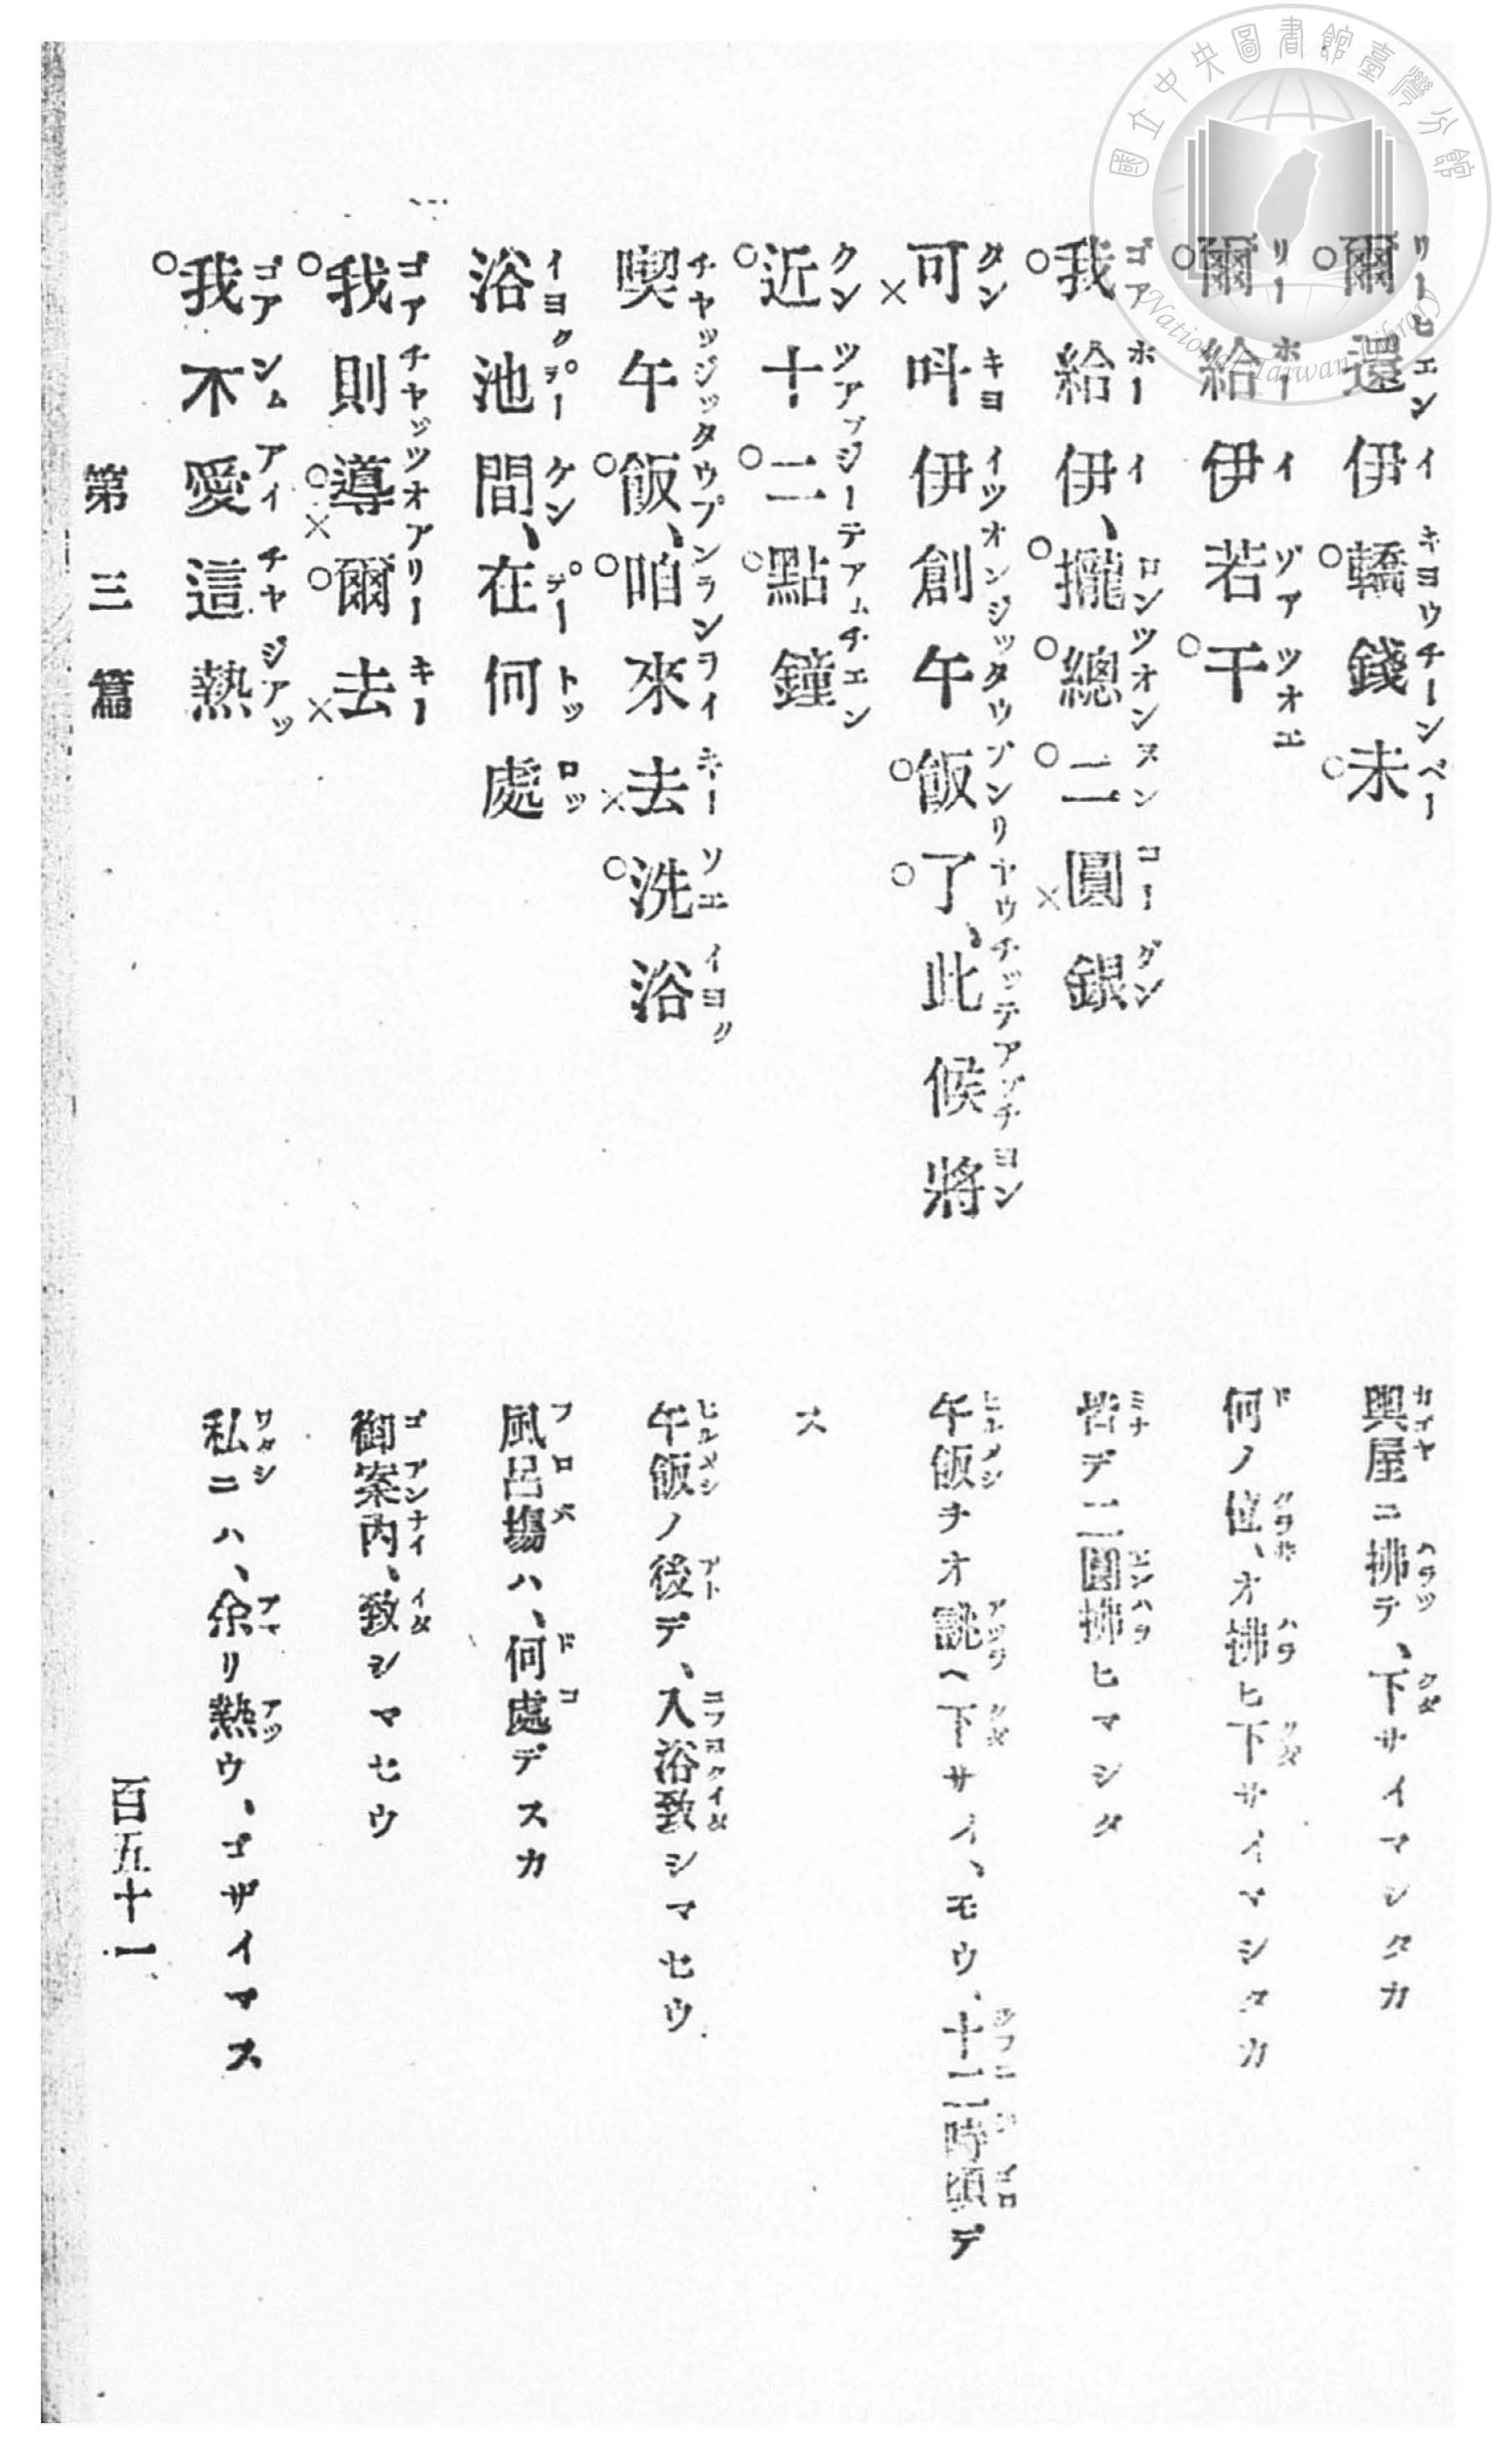 爾還伊轎錢未
輿屋ニ拂テ、下サイマシタカ
爾給伊若干
何ノ位、オ拂ヒ下サイマシタカ
我給伊、攏總二圓銀
皆デ二圓拂ヒマシタ
可呌伊創午飯了、此候將
午飯チオ誂ヘ下サイ、モウ、十二時頃デ
近十二點鐘
ス
喫午飯、咱來去洗浴
午飯ノ後デ、入浴致シマセウ
浴池間、在何處
風呂塲ハ、何處デスカ
我則導爾去
御案内、致シマセウ
我不愛這熱
私ニハ、余リ熱ウ、ゴザイマス
第三篇
百五十一
國立中央圖書館臺灣分館
National Taiwan Library